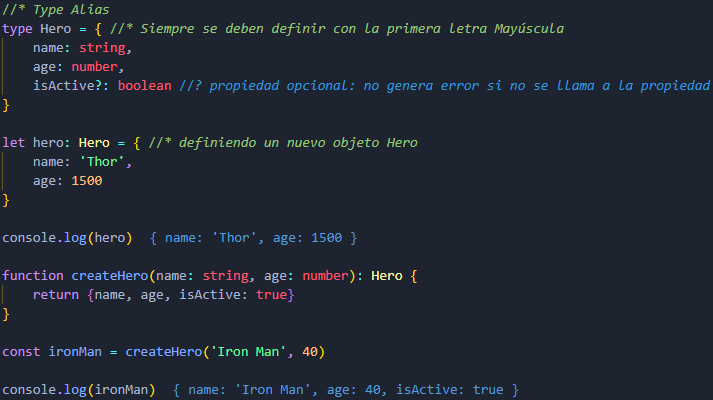 //* Type Alias
type Hero = { //* Siempre se deben definir con la primera letra Mayúscula
    name: string,
    age: number,
    isActive?: boolean //? propiedad opcional: no genera error si no se llama a la propiedad
}

let hero: Hero = { //* definiendo un nuevo objeto Hero
    name: 'Thor',
    age: 1500
}

console.log(hero)  { name: 'Thor', age: 1500 }

function createHero(name: string, age: number): Hero {
    return {name, age, isActive: true}
}

const ironMan = createHero('Iron Man', 40)

console.log(ironMan)  { name: 'Iron Man', age: 40, isActive: true }